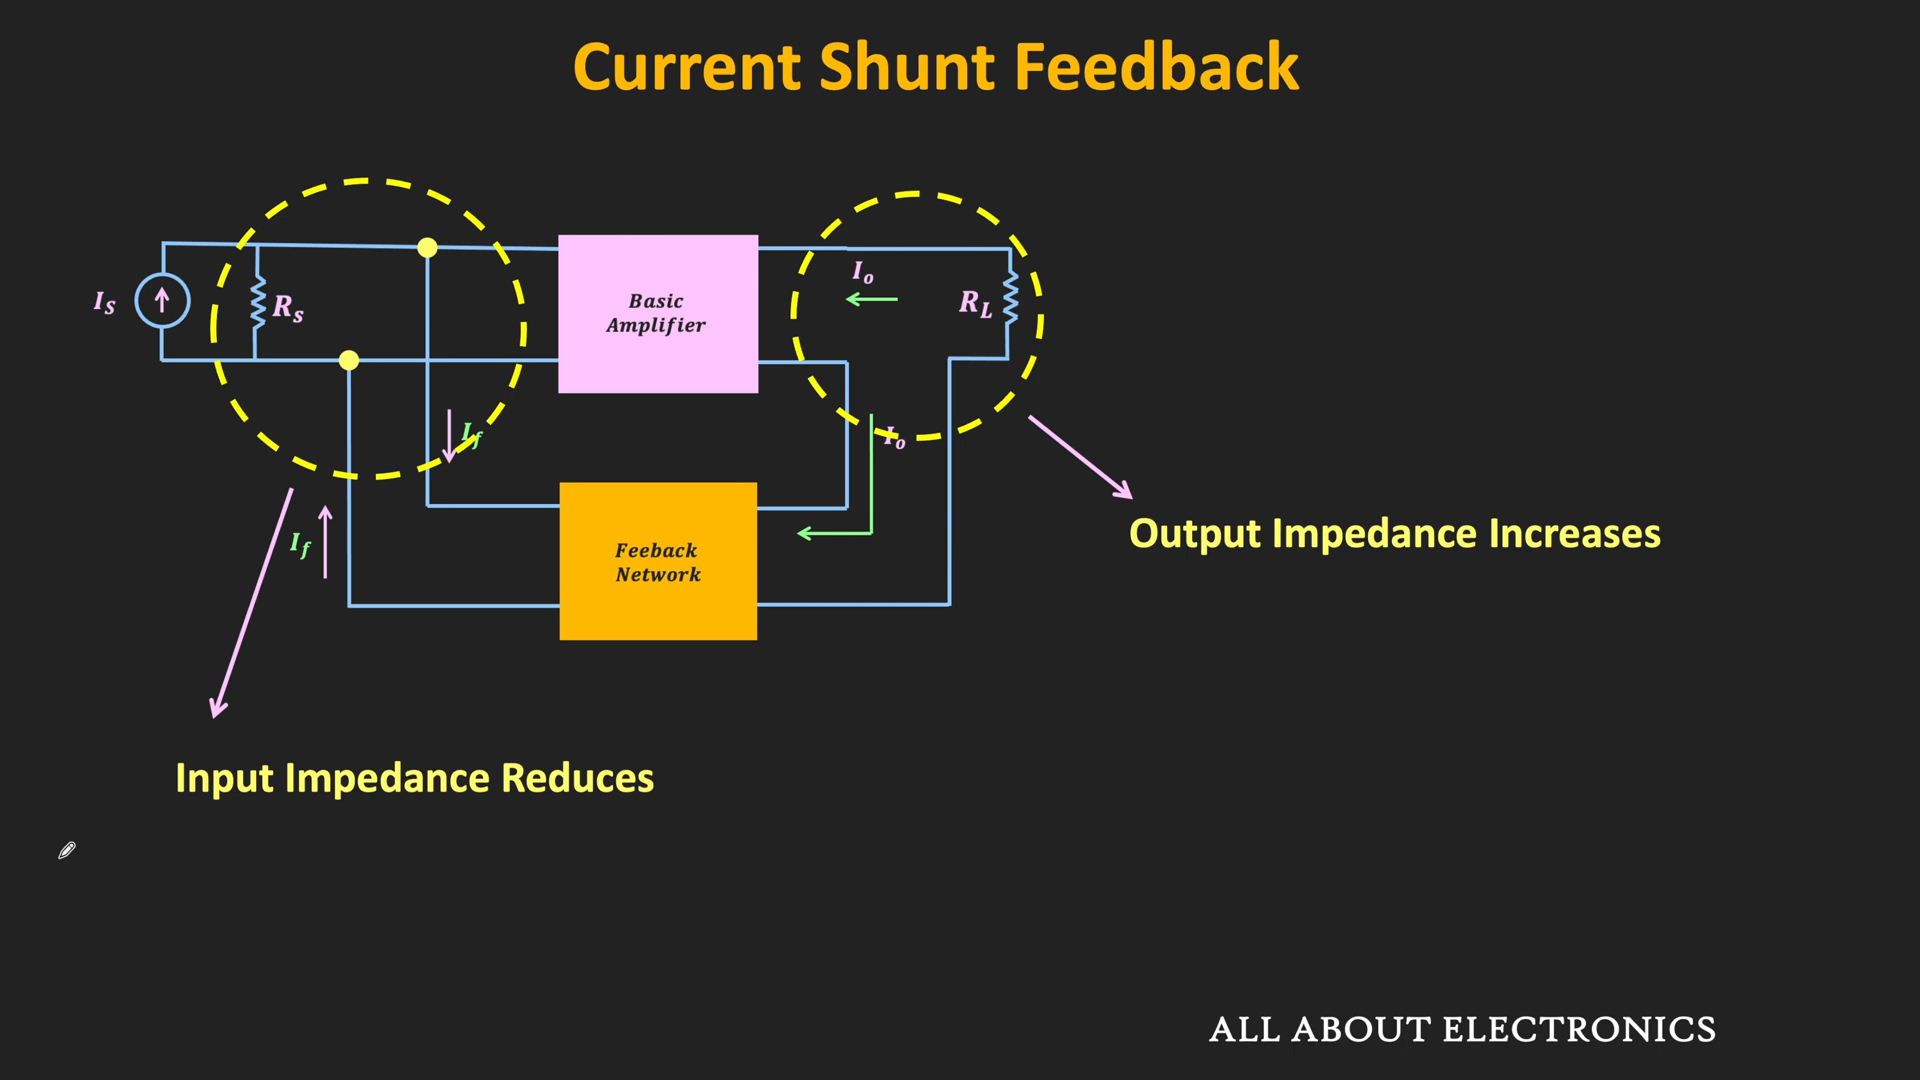 Current Shunt Feedback
I_S
R_s
Basic
Amplifier
I_o
R_L
I_f
I_o
I_f
Feeback
Network
Output Impedance Increases
Input Impedance Reduces
ALL ABOUT ELECTRONICS